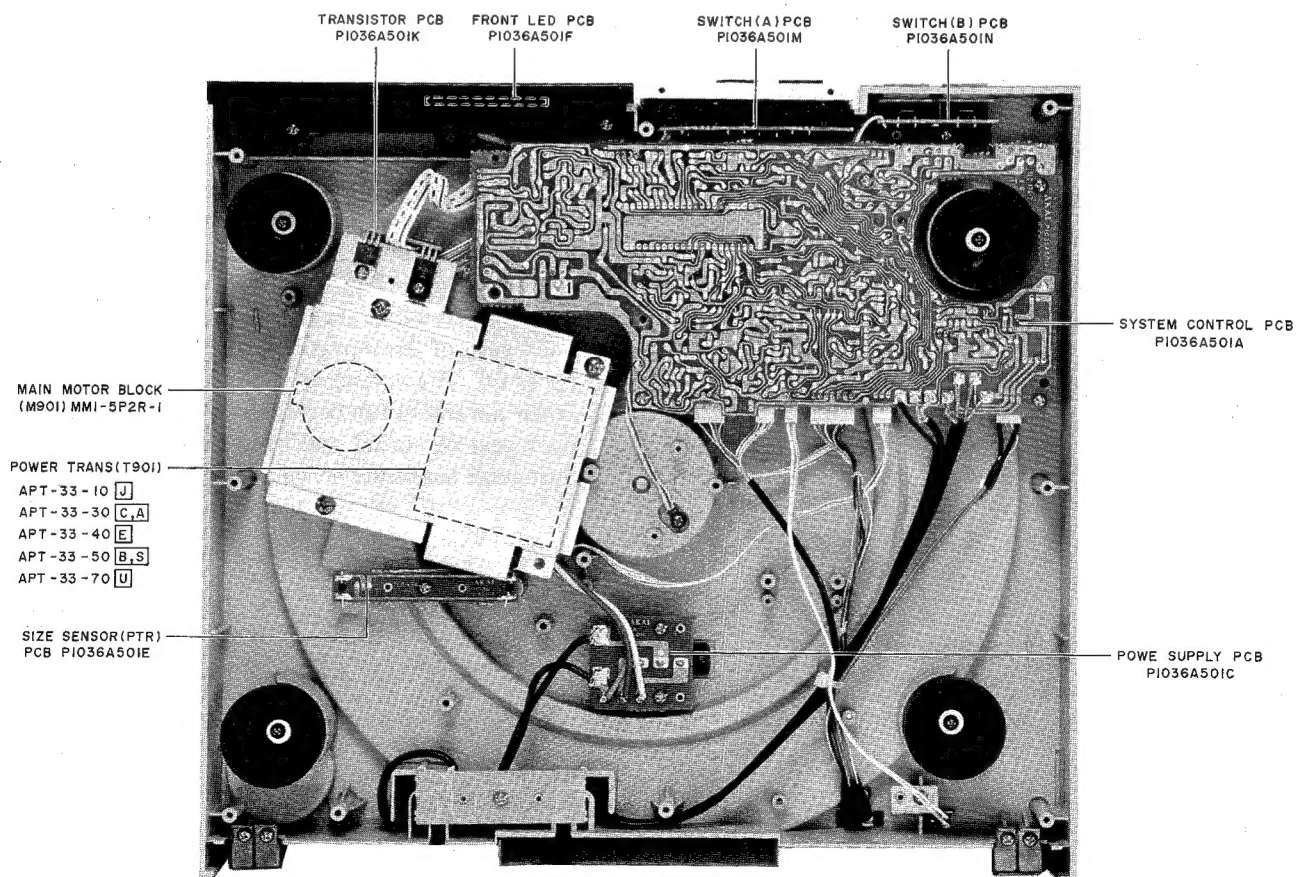 TRANSISTOR PCB
P1036A501K
FRONT LED PCB
P1036A501F
SWITCH(A) PCB
P1036A501M
SWITCH(B) PCB
P1036A501N
SYSTEM CONTROL PCB
P1036A501A
MAIN MOTOR BLOCK
(M901) MM1-5P2R-1
POWER TRANS(T901)
APT-33-10 J
APT-33-30 C,A
APT-33-40 E
APT-33-50 B,S
APT-33-70 U
SIZE SENSOR(PTR)
PCB P1036A501E
POWE SUPPLY PCB
P1036A501C
AKAI
AKAI